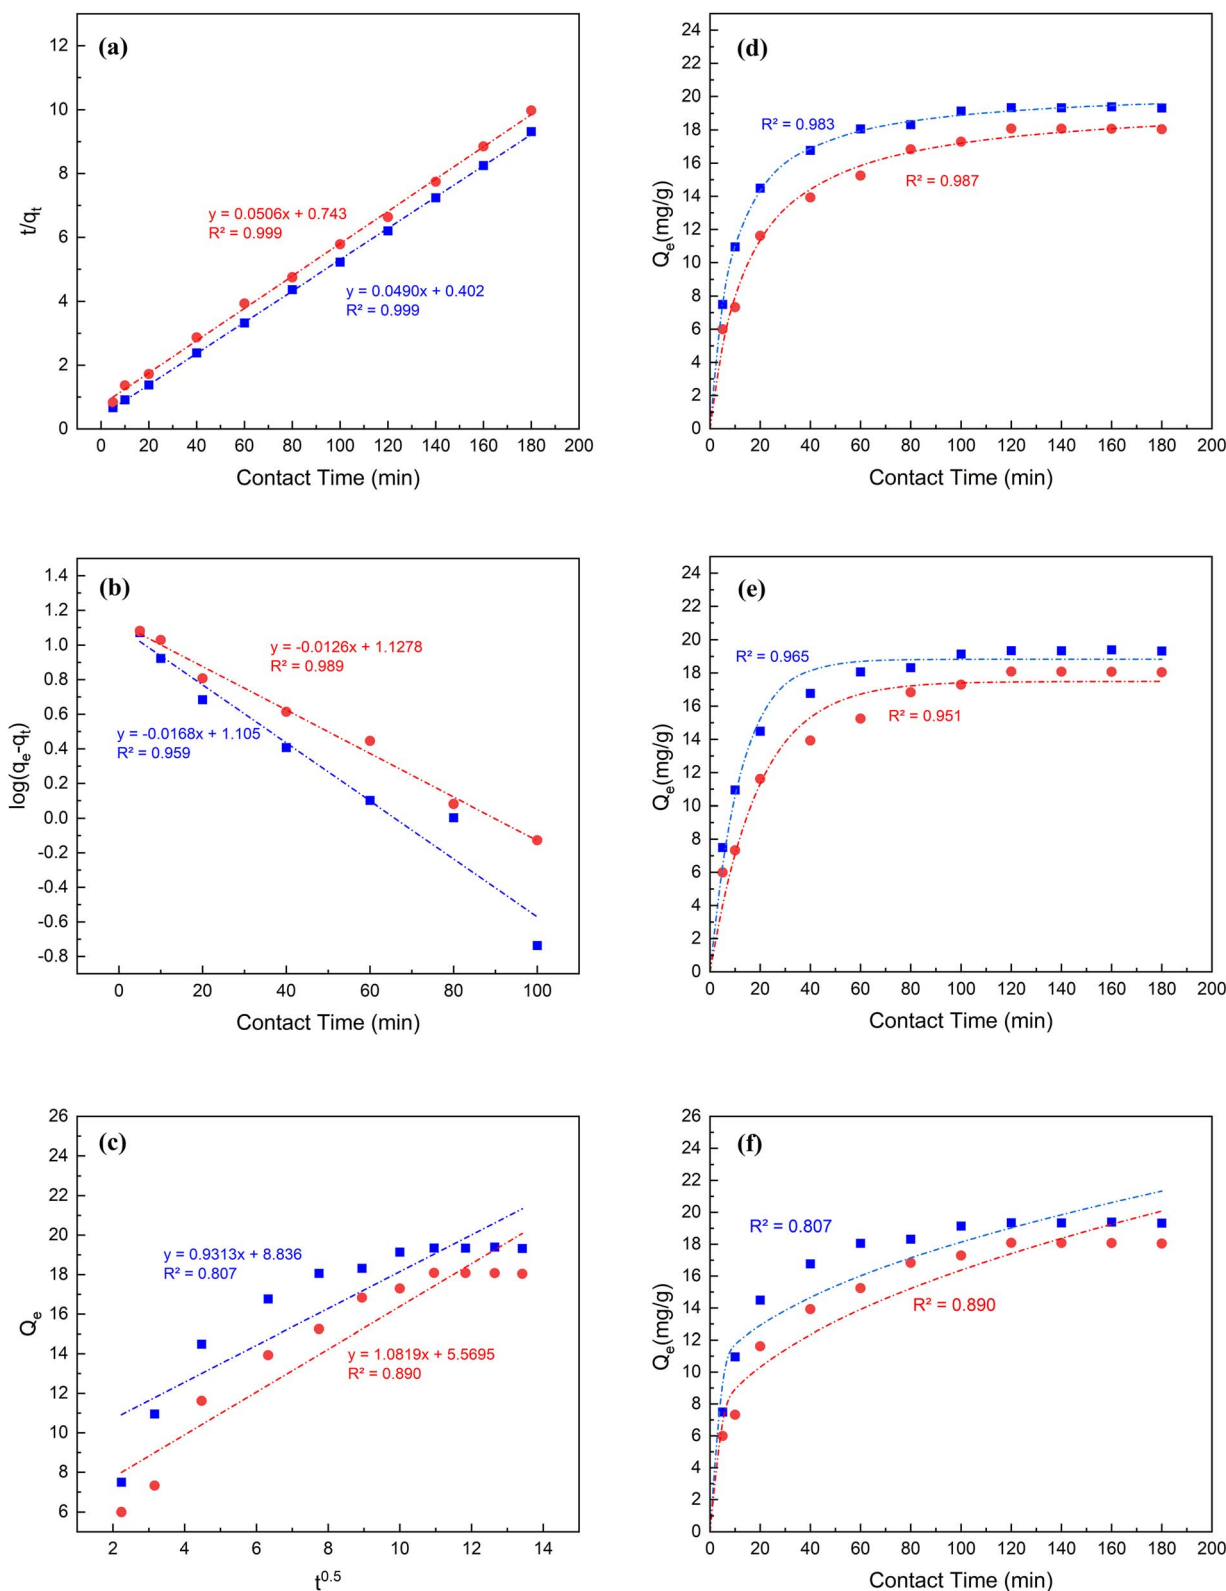 (a)
t/qt
12
10
8
6
4
2
0
y = 0.0506x + 0.743
R² = 0.999
y = 0.0490x + 0.402
R² = 0.999
0 20 40 60 80 100 120 140 160 180 200
Contact Time (min)
(d)
Qe(mg/g)
24
22
20
18
16
14
12
10
8
6
4
2
0
R² = 0.983
R² = 0.987
0 20 40 60 80 100 120 140 160 180 200
Contact Time (min)
(b)
log(qe-qt)
1.4
1.2
1.0
0.8
0.6
0.4
0.2
0.0
-0.2
-0.4
-0.6
-0.8
y = -0.0126x + 1.1278
R² = 0.989
y = -0.0168x + 1.105
R² = 0.959
0 20 40 60 80 100
Contact Time (min)
(e)
Qe(mg/g)
24
22
20
18
16
14
12
10
8
6
4
2
0
R² = 0.965
R² = 0.951
0 20 40 60 80 100 120 140 160 180 200
Contact Time (min)
(c)
Qe
26
24
22
20
18
16
14
12
10
8
6
y = 0.9313x + 8.836
R² = 0.807
y = 1.0819x + 5.5695
R² = 0.890
2 4 6 8 10 12 14
t0.5
(f)
Qe(mg/g)
26
24
22
20
18
16
14
12
10
8
6
4
2
0
R² = 0.807
R² = 0.890
0 20 40 60 80 100 120 140 160 180 200
Contact Time (min)